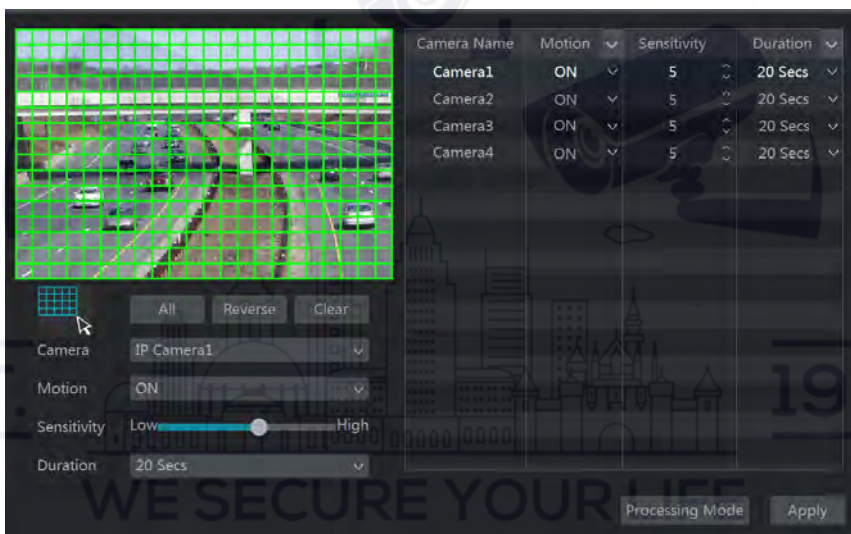 Camera Name Motion Sensitivity Duration
Camera1 ON 5 20 Secs
Camera2 ON 5 20 Secs
Camera3 ON 5 20 Secs
Camera4 ON 5 20 Secs
All Reverse Clear
Camera IP Camera1
Motion ON
Sensitivity Low High
Duration 20 Secs
T. 19
WE SECURE YOUR LIFE
Processing Mode Apply